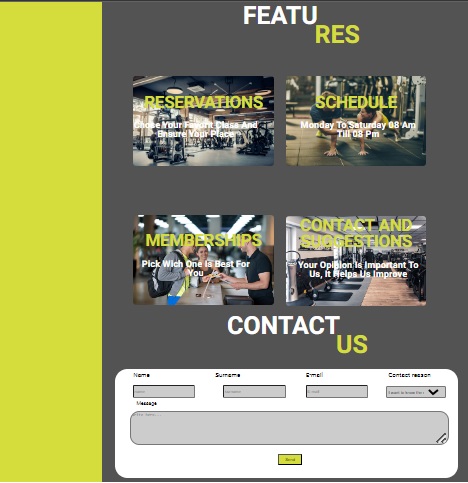 FEATU
RES
RESERVATIONS
Chose Your Favorit Class And
Ensure Your Place
SCHEDULE
Monday To Saturday 08 Am
Till 08 Pm
MEMBERSHIPS
Pick Wich One Is Best For
You
CONTACT AND
SUGGESTIONS
Your Opinion Is Important To
Us, It Helps Us Improve
CONTACT
US
Name
Surname
E-mail
Contact reason
Message
Send